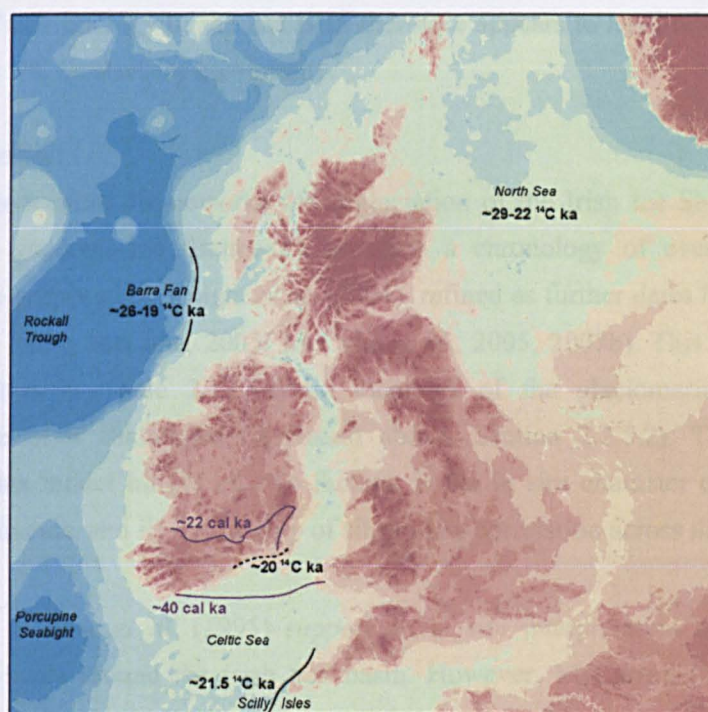 North Sea
~29-22 ¹⁴C ka
Barra Fan
~26-19 ¹⁴C ka
Rockall
Trough
~22 cal ka
~20 ¹⁴C ka
~40 cal ka
Porcupine
Seabight
Celtic Sea
~21.5 ¹⁴C ka
Scilly Isles